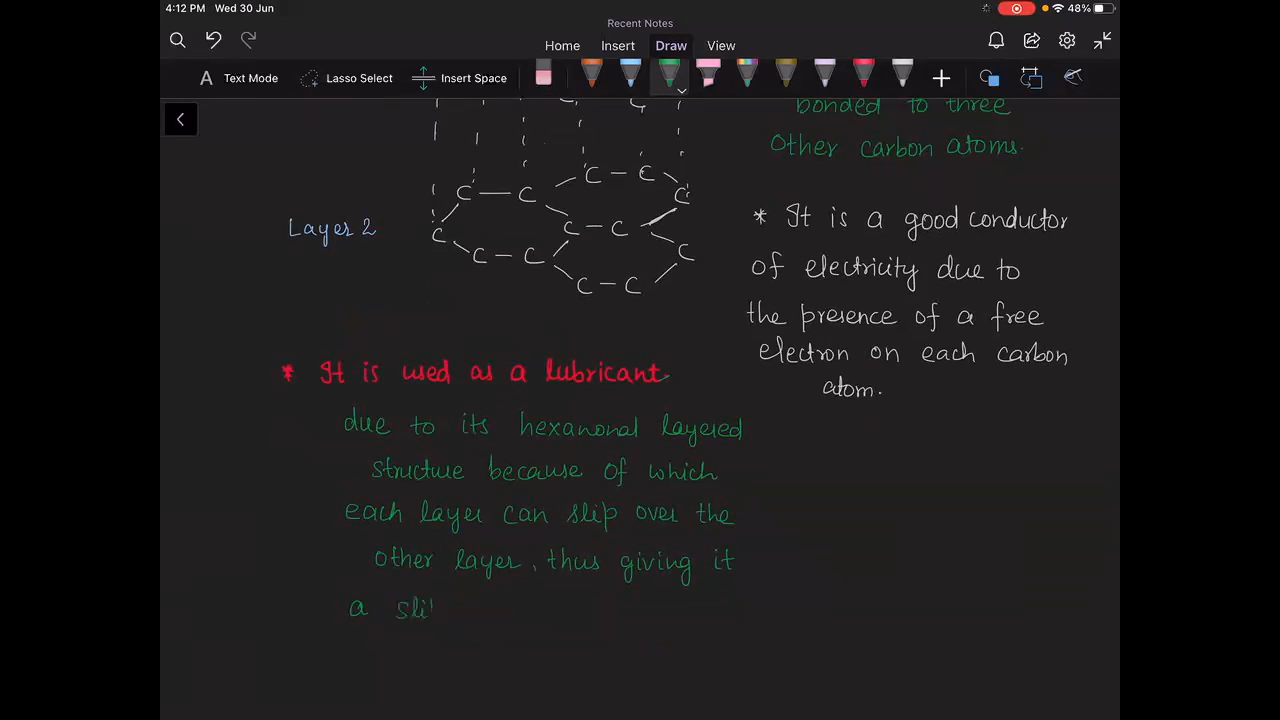 4:12 PM Wed 30 Jun
48%
Recent Notes
Home Insert Draw View
A Text Mode Lasso Select Insert Space
bonded to three
Other carbon atoms.
C — C
C — C C
Layer 2
C — C
C C
C — C
C — C
* It is a good conductor
of electricity due to
the presence of a free
electron on each carbon
atom.
* It is used as a lubricant
due to its hexanonal layered
structure because of which
each layer can slip over the
other layer, thus giving it
a sli